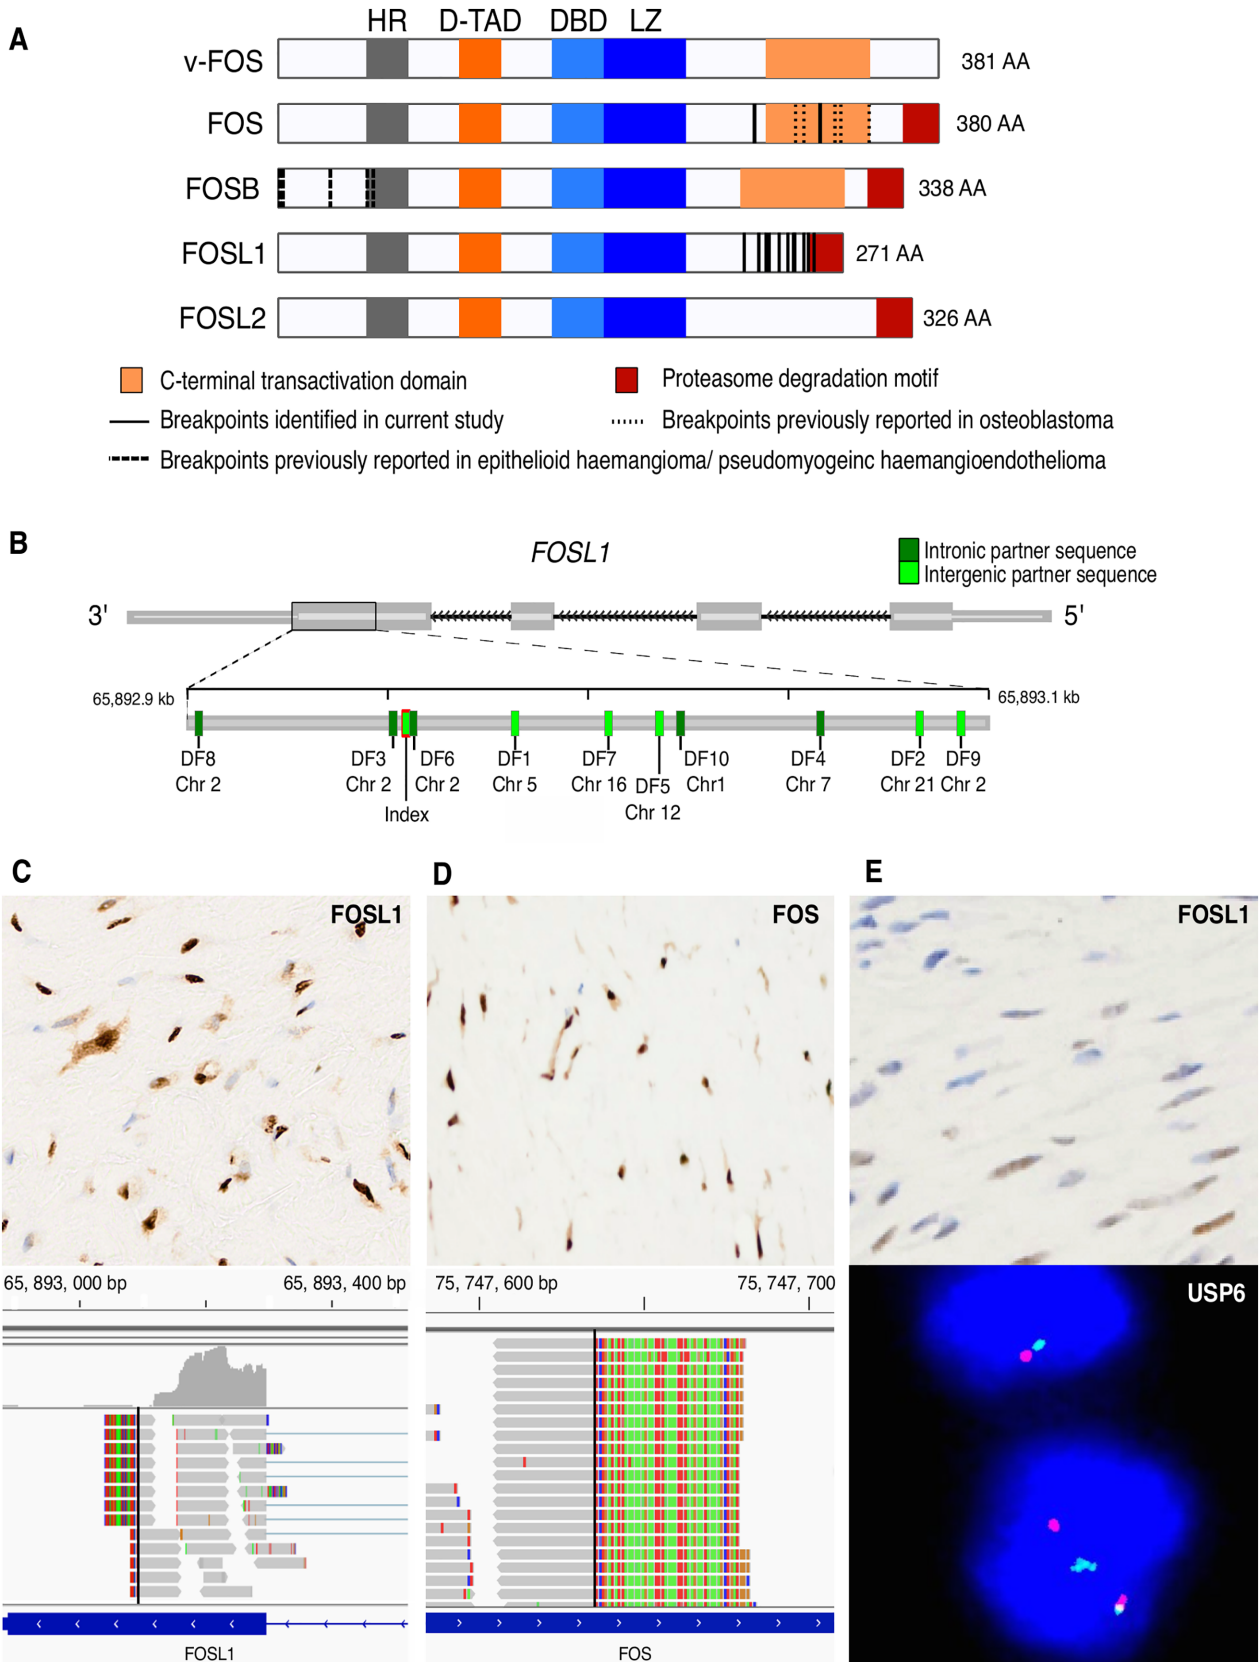 A
HR D-TAD DBD LZ
v-FOS 381 AA
FOS 380 AA
FOSB 338 AA
FOSL1 271 AA
FOSL2 326 AA
C-terminal transactivation domain Proteasome degradation motif
Breakpoints identified in current study Breakpoints previously reported in osteoblastoma
Breakpoints previously reported in epithelioid haemangioma/ pseudomyogeinc haemangioendothelioma
B
FOSL1
Intronic partner sequence
Intergenic partner sequence
3' 5'
65,892.9 kb 65,893.1 kb
DF8 DF3 DF6 DF1 DF7 DF10 DF4 DF2 DF9
Chr 2 Chr 2 Chr 2 Chr 5 Chr 16 DF5 Chr1 Chr 7 Chr 21 Chr 2
Index Chr 12
C D E
FOSL1 FOS FOSL1
65, 893, 000 bp 65, 893, 400 bp 75, 747, 600 bp 75, 747, 700
USP6
FOSL1 FOS